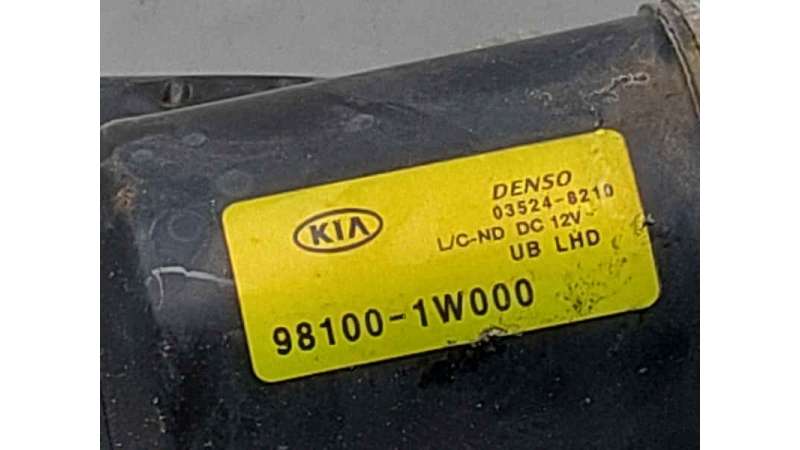 KIA
DENSO
03524-8210
L/C-ND DC 12V
UB LHD
98100-1W000